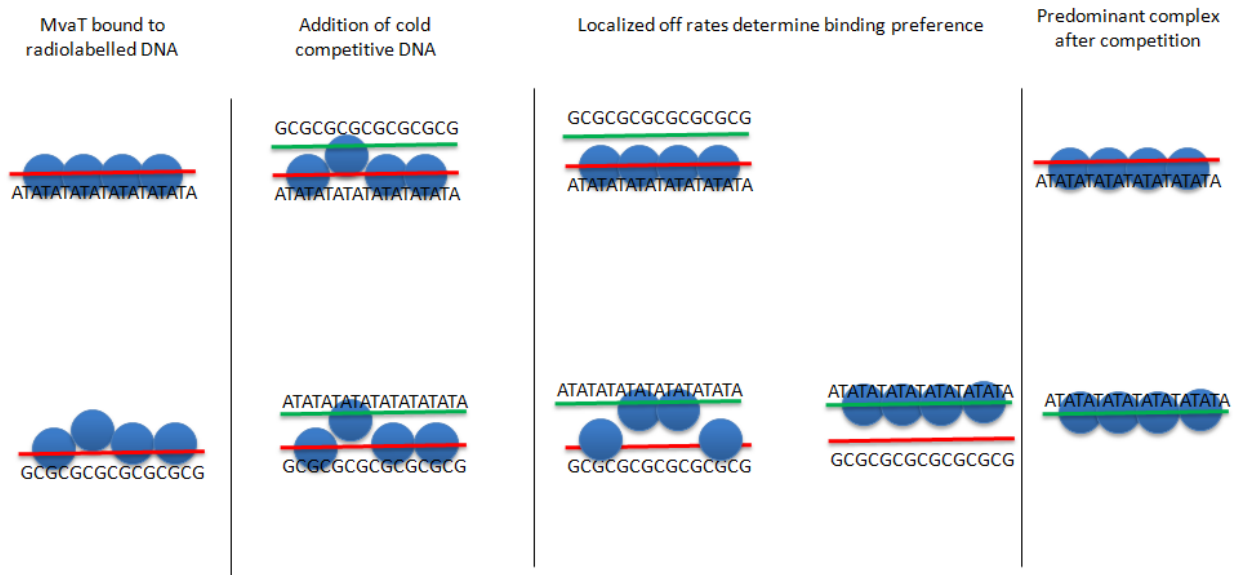 MvaT bound to
radiolabelled DNA
Addition of cold
competitive DNA
Localized off rates determine binding preference
Predominant complex
after competition
ATATATATATATATATA
GCGCGCGCGCGCGCG
ATATATATATATATATA
GCGCGCGCGCGCGCG
ATATATATATATATATA
ATATATATATATATATA
GCGCGCGCGCGCGCG
ATATATATATATATATA
GCGCGCGCGCGCGCG
ATATATATATATATATA
GCGCGCGCGCGCGCG
ATATATATATATATATA
GCGCGCGCGCGCGCG
ATATATATATATATATA